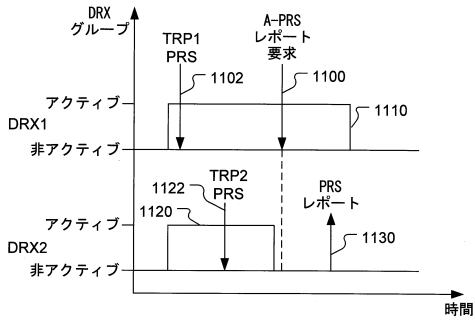 DRX
グループ
TRP1
PRS
1102
A-PRS
レポート
要求
1100
アクティブ
1110
DRX1
非アクティブ
TRP2
PRS
1122
1120
PRS
レポート
アクティブ
1130
DRX2
非アクティブ
時間